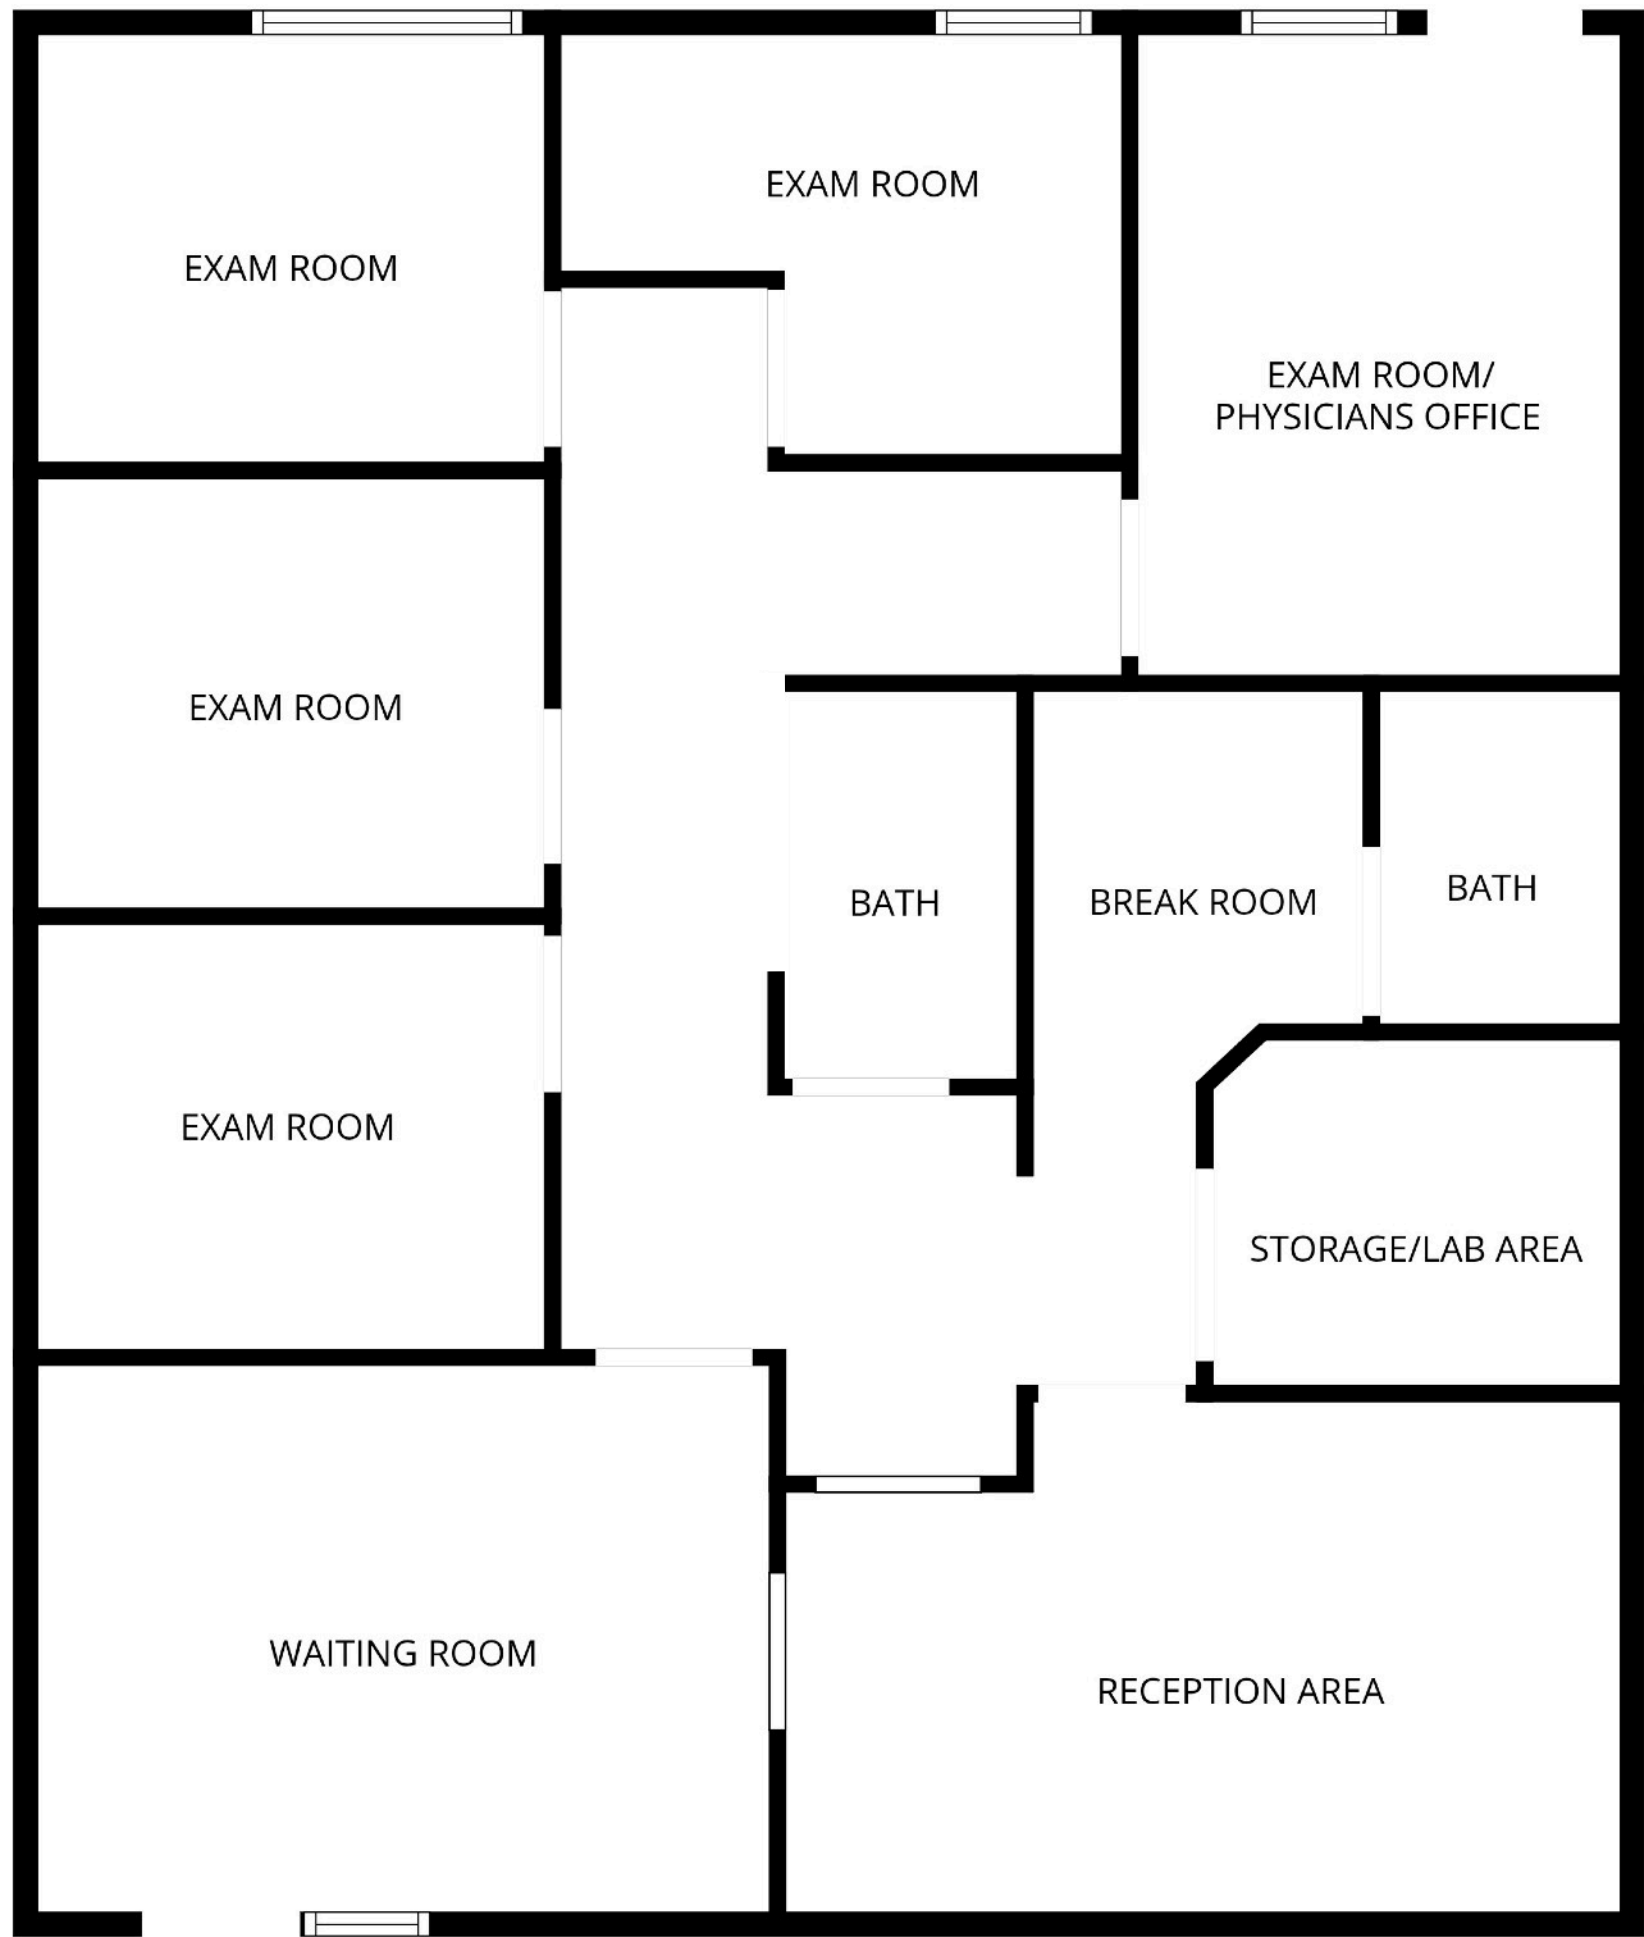 EXAM ROOM
EXAM ROOM
EXAM ROOM/
PHYSICIANS OFFICE
EXAM ROOM
BATH
BREAK ROOM
BATH
EXAM ROOM
STORAGE/LAB AREA
WAITING ROOM
RECEPTION AREA